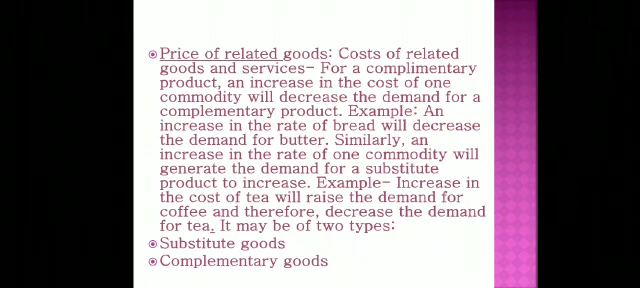 Price of related goods: Costs of related
goods and services- For a complimentary
product, an increase in the cost of one
commodity will decrease the demand for a
complementary product. Example: An
increase in the rate of bread will decrease
the demand for butter. Similarly, an
increase in the rate of one commodity will
generate the demand for a substitute
product to increase. Example- Increase in
the cost of tea will raise the demand for
coffee and therefore, decrease the demand
for tea. It may be of two types:
Substitute goods
Complementary goods